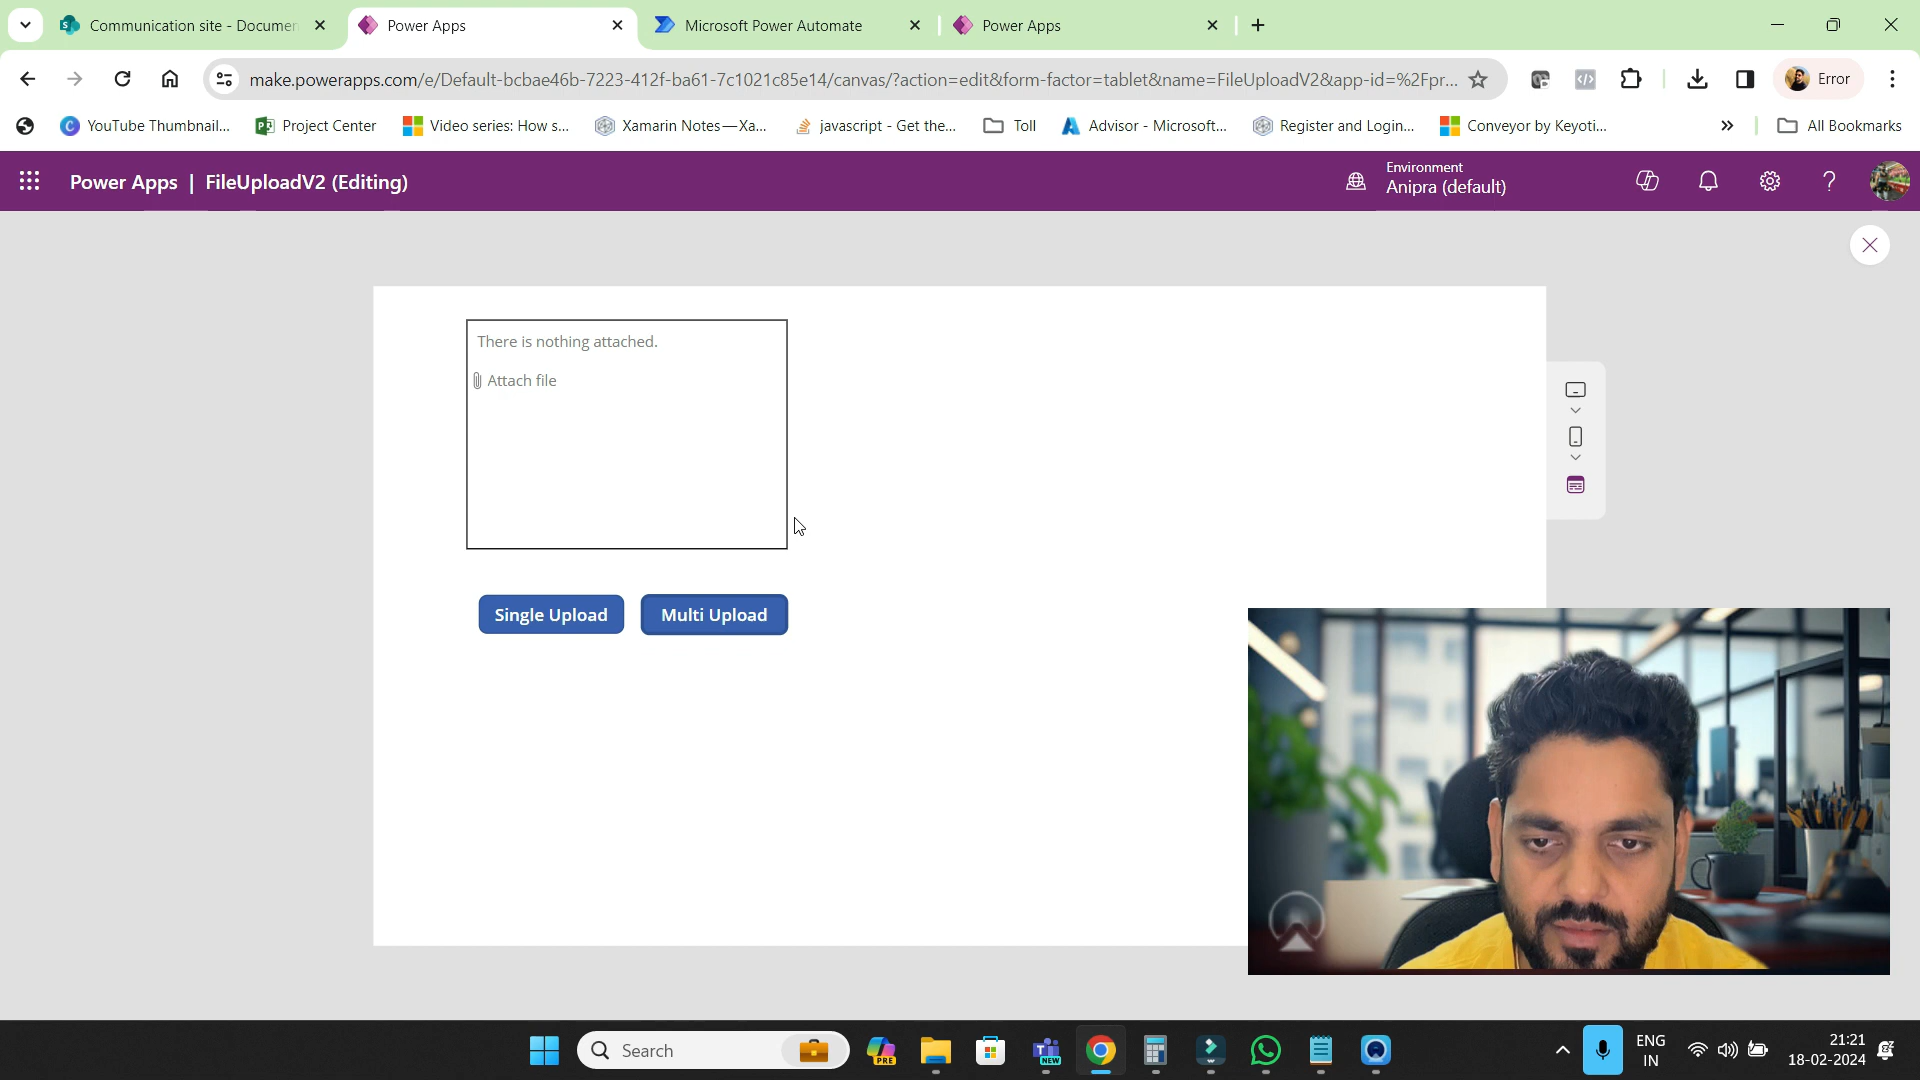 Communication site - Documen
Power Apps
Microsoft Power Automate
Power Apps
make.powerapps.com/e/Default-bcbae46b-7223-412f-ba61-7c1021c85e14/canvas/?action=edit&form-factor=tablet&name=FileUploadV2&app-id=%2Fpr...
Error
YouTube Thumbnail...
Project Center
Video series: How s...
Xamarin Notes—Xa...
javascript - Get the...
Toll
Advisor - Microsoft...
Register and Login...
Conveyor by Keyoti...
All Bookmarks
Power Apps | FileUploadV2 (Editing)
Environment
Anipra (default)
There is nothing attached.
Attach file
Single Upload
Multi Upload
Search
PRE
NEW
ENG
IN
21:21
18-02-2024